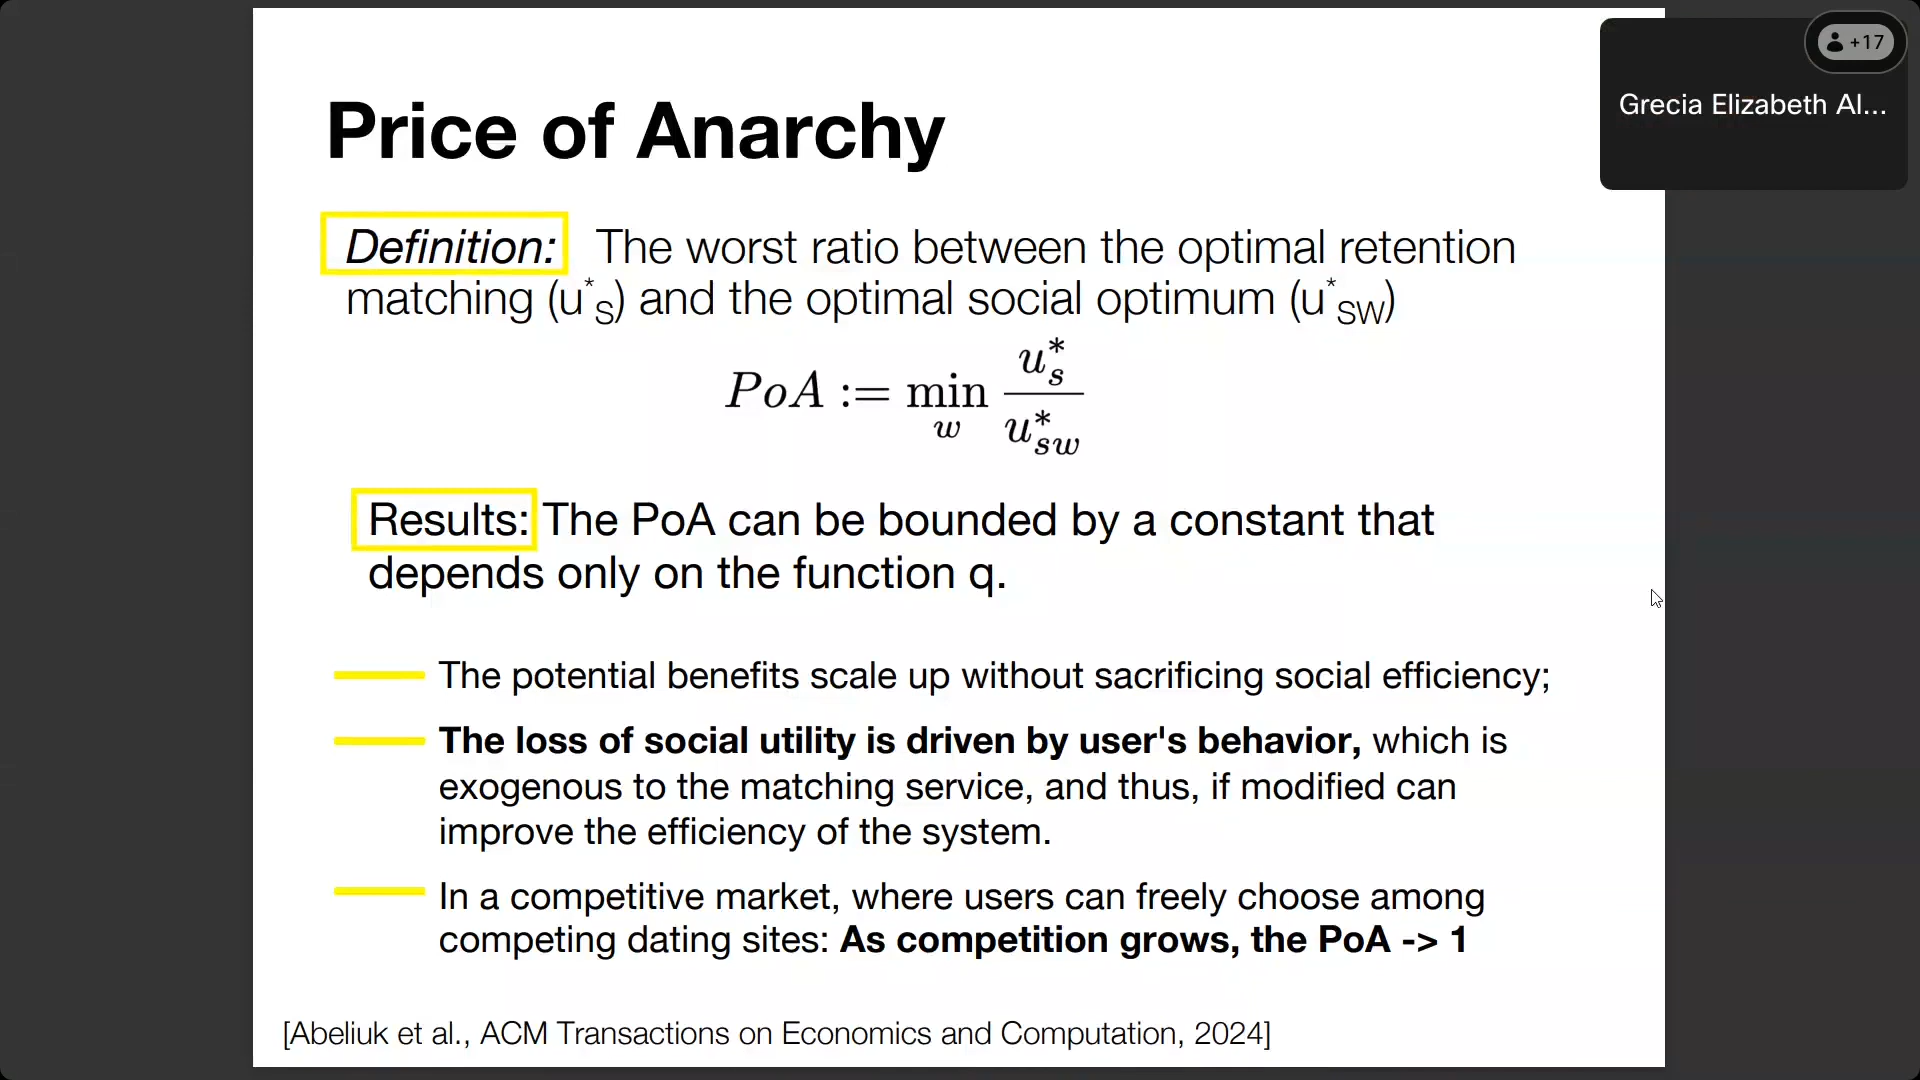 +17
Grecia Elizabeth Al...
Price of Anarchy
Definition: The worst ratio between the optimal retention
matching (u*S) and the optimal social optimum (u*SW)
PoA := min_w u*_s / u*_sw
Results: The PoA can be bounded by a constant that
depends only on the function q.
The potential benefits scale up without sacrificing social efficiency;
The loss of social utility is driven by user's behavior, which is
exogenous to the matching service, and thus, if modified can
improve the efficiency of the system.
In a competitive market, where users can freely choose among
competing dating sites: As competition grows, the PoA -> 1
[Abeliuk et al., ACM Transactions on Economics and Computation, 2024]